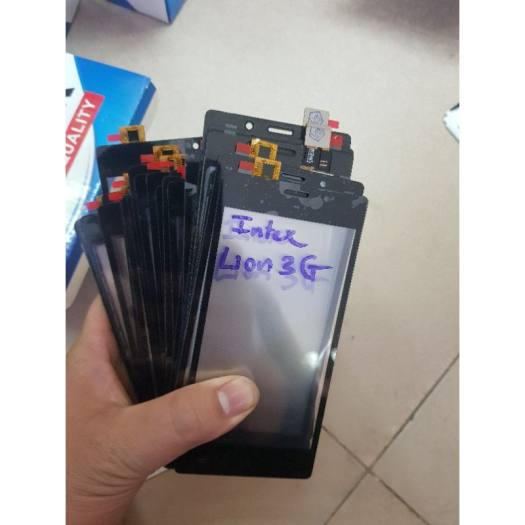 QUALITY
Intex
Lion 3G